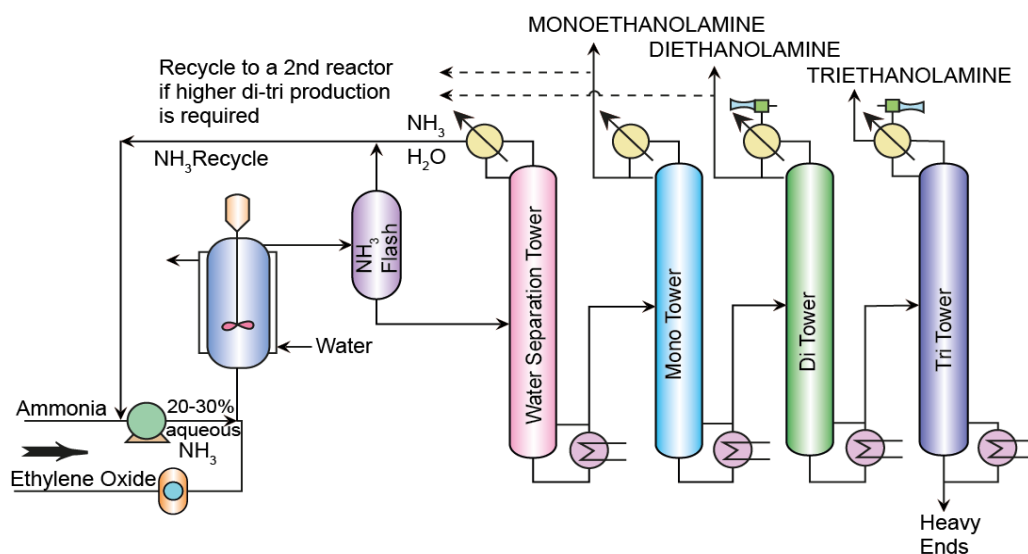 MONOETHANOLAMINE
DIETHANOLAMINE
TRIETHANOLAMINE
Recycle to a 2nd reactor
if higher di-tri production
is required
NH3
H2O
NH3Recycle
NH3
Flash
Water Separation Tower
Mono Tower
Di Tower
Tri Tower
Water
Ammonia
20-30%
aqueous
NH3
Ethylene Oxide
Heavy
Ends